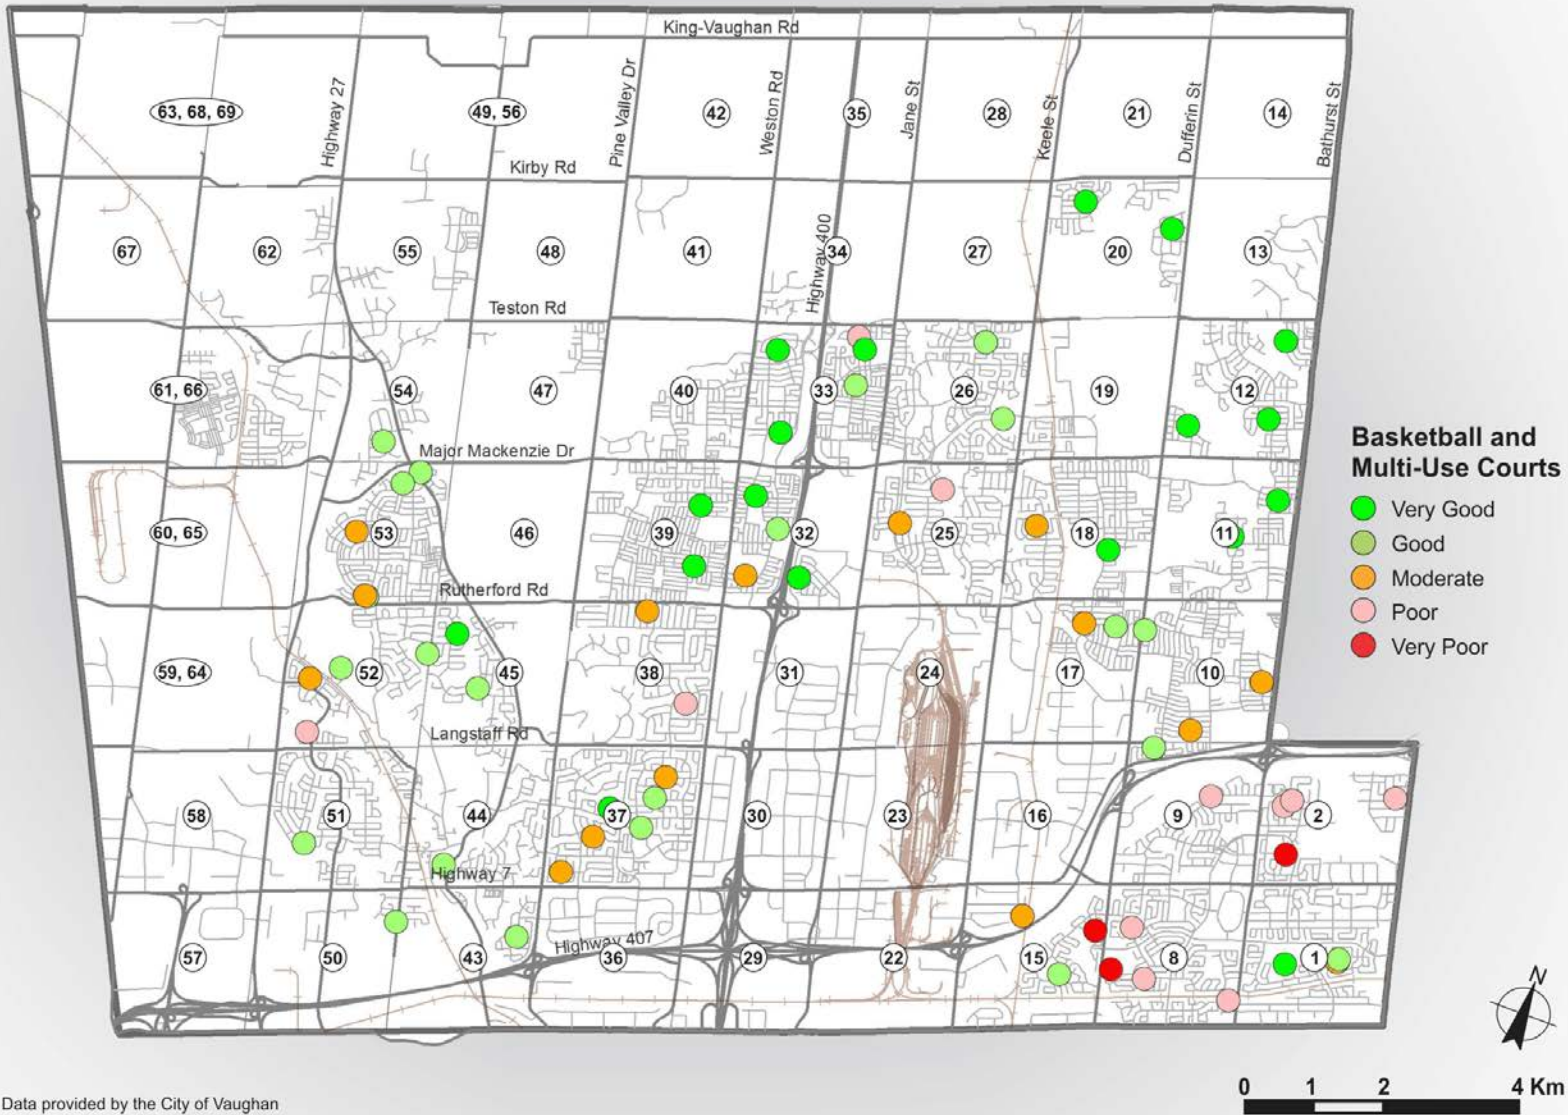 King-Vaughan Rd
63, 68, 69
Highway 27
49, 56
Pine Valley Dr
42
Weston Rd
35
Jane St
28
Keele St
21
Dufferin St
14
Bathurst St
Kirby Rd
67
62
55
48
41
Highway 400
34
27
20
13
Teston Rd
61, 66
54
47
40
33
26
19
12
Major Mackenzie Dr
60, 65
53
46
39
32
25
18
11
Rutherford Rd
59, 64
52
45
38
31
24
17
10
Langstaff Rd
58
51
44
37
30
23
16
9
2
Highway 7
57
50
43
Highway 407
36
29
22
15
8
1
Basketball and
Multi-Use Courts
Very Good
Good
Moderate
Poor
Very Poor
N
0 1 2 4 Km
Data provided by the City of Vaughan